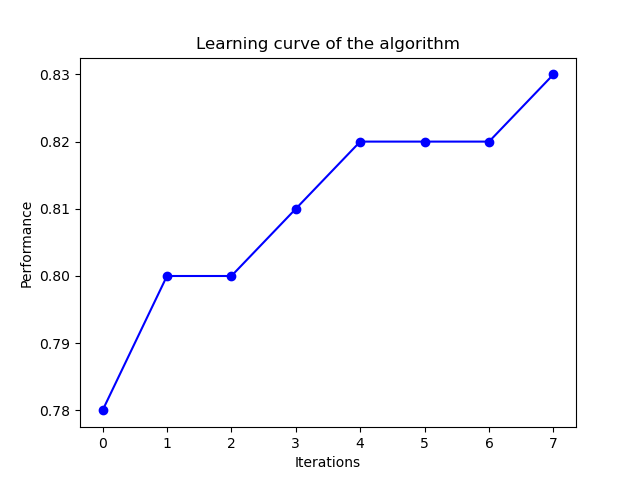 Learning curve of the algorithm
0.83
0.82
0.81
0.80
0.79
0.78
Performance
0 1 2 3 4 5 6 7
Iterations